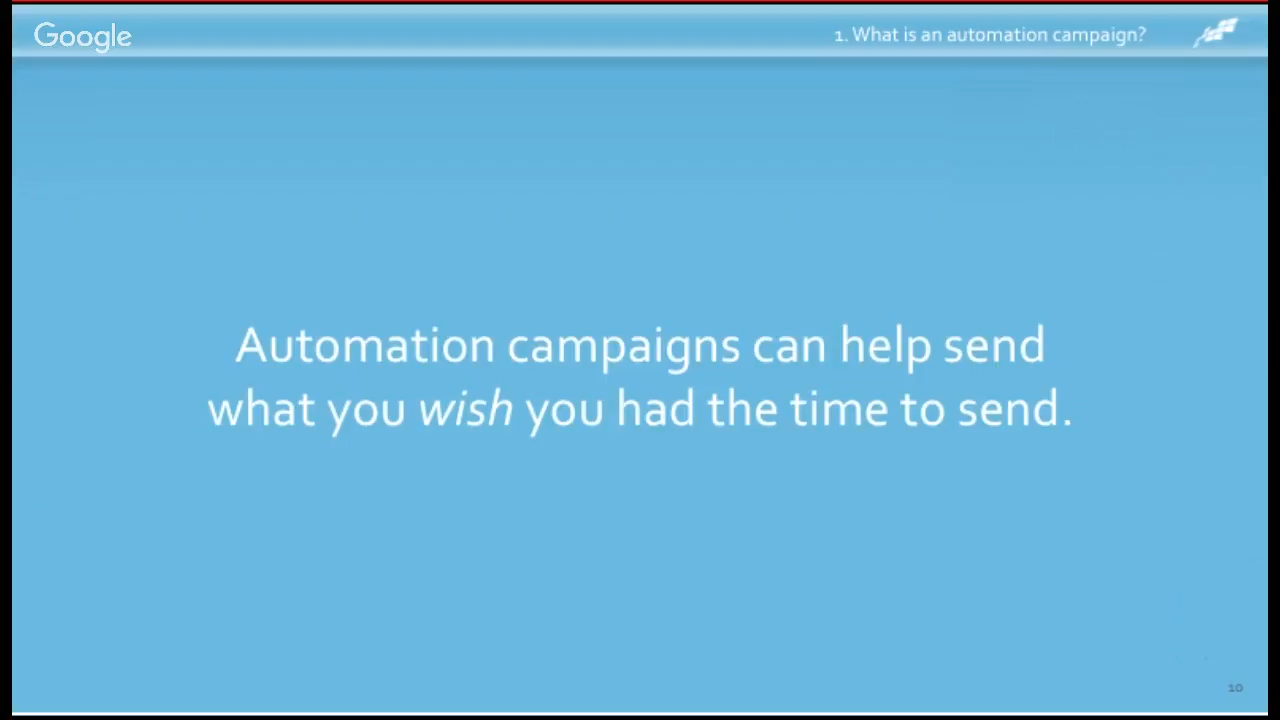 Google
1. What is an automation campaign?
Automation campaigns can help send
what you wish you had the time to send.
10